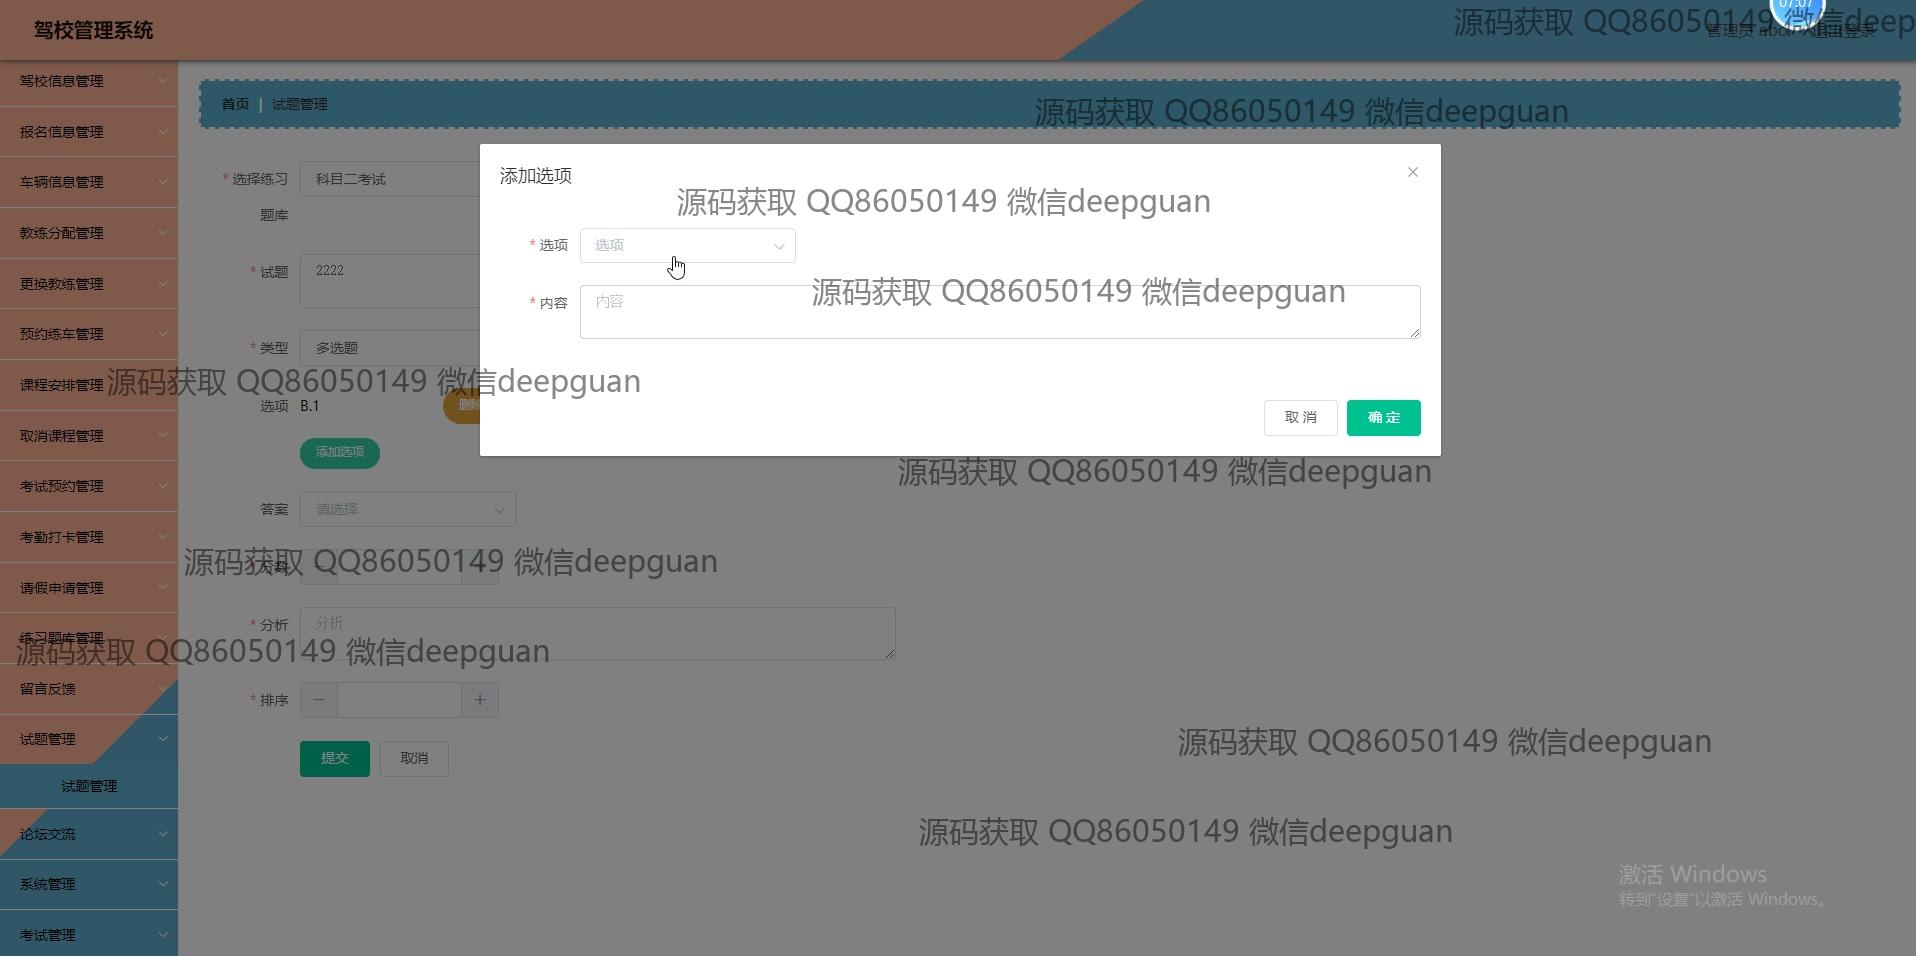 驾校管理系统
07:07
源码获取 QQ86050149 微信deep
管理员 abo 退出登录
驾校信息管理
报名信息管理
车辆信息管理
教练分配管理
更换教练管理
预约练车管理
课程安排管理
取消课程管理
考试预约管理
考勤打卡管理
请假申请管理
练习题库管理
留言反馈
试题管理
试题管理
论坛交流
系统管理
考试管理
首页 | 试题管理
源码获取 QQ86050149 微信deepguan
* 选择练习题库 科目二考试
* 试题 2222
* 类型 多选题
源码获取 QQ86050149 微信deepguan
选项 B.1 删除
添加选项
答案 请选择
源码获取 QQ86050149 微信deepguan
* 分数 − +
* 分析 分析
源码获取 QQ86050149 微信deepguan
* 排序 − +
提交 取消
添加选项 ×
源码获取 QQ86050149 微信deepguan
* 选项 选项
源码获取 QQ86050149 微信deepguan
* 内容 内容
取 消 确 定
源码获取 QQ86050149 微信deepguan
源码获取 QQ86050149 微信deepguan
源码获取 QQ86050149 微信deepguan
激活 Windows
转到"设置"以激活 Windows。